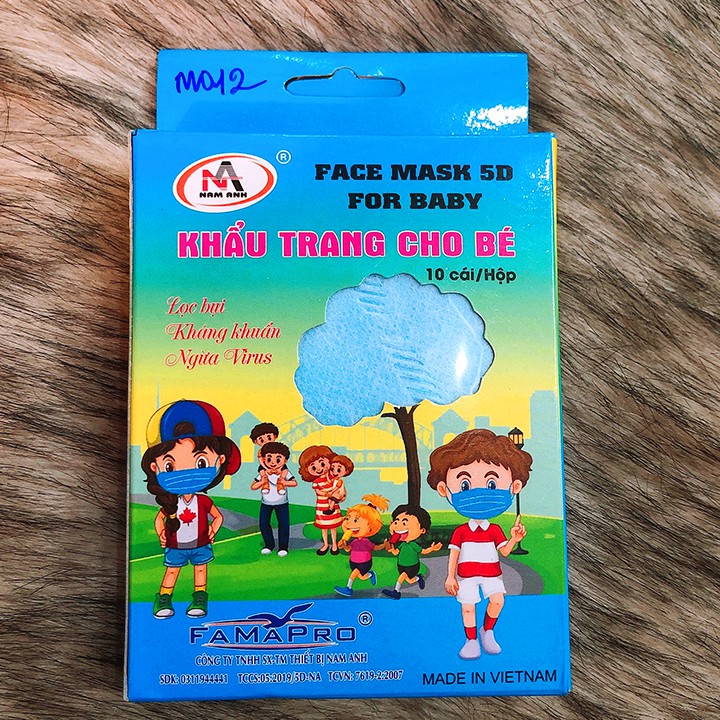 M012
NAM ANH
®
FACE MASK 5D
FOR BABY
KHẨU TRANG CHO BÉ
10 cái/Hộp
Lọc bụi
Kháng khuẩn
Ngừa Virus
FAMAPRO ®
CÔNG TY TNHH SX-TM THIẾT BỊ NAM ANH
SDK: 0311944441 TCCS:05:2019/5D-NA TCVN: 7619-2:2007
MADE IN VIETNAM